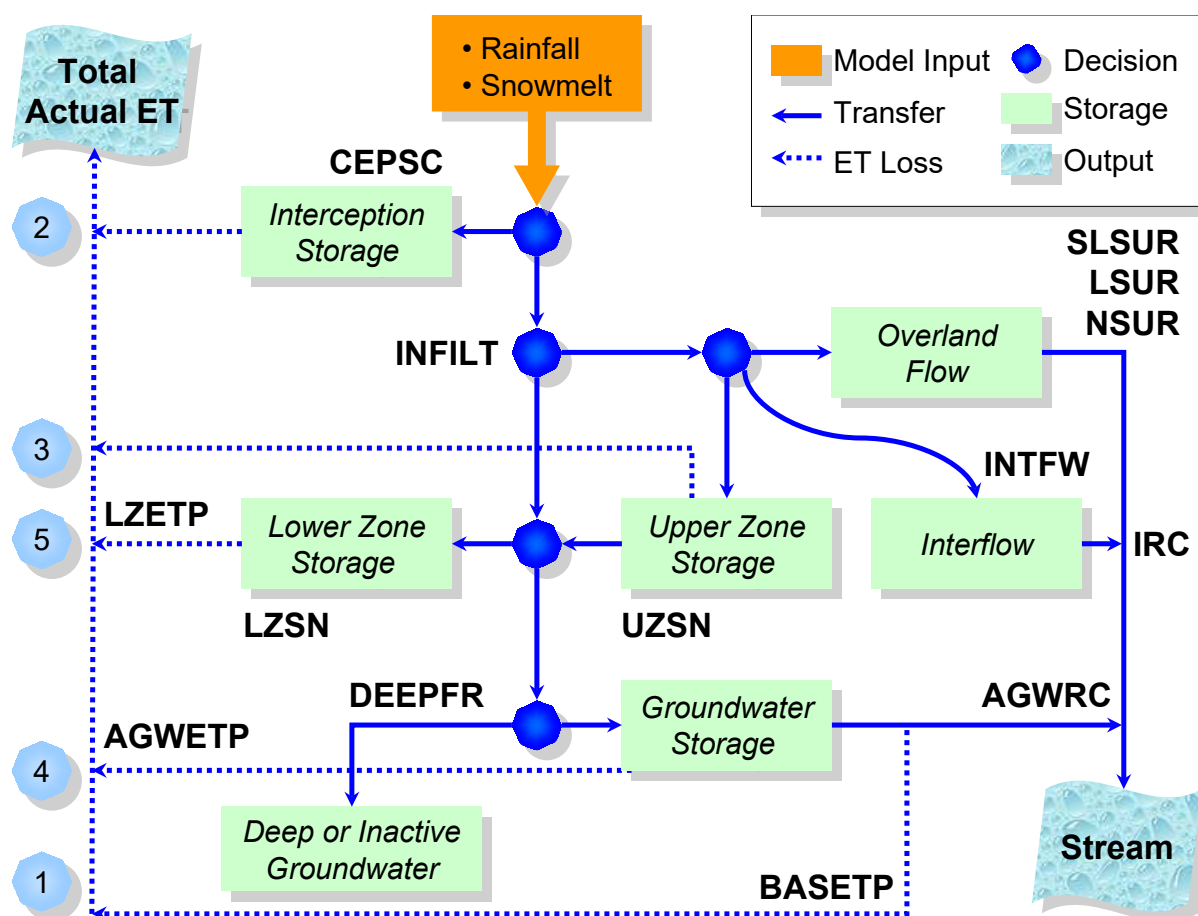 Total
Actual ET
• Rainfall
• Snowmelt
Model Input
Decision
Transfer
Storage
ET Loss
Output
CEPSC
2
Interception
Storage
SLSUR
LSUR
NSUR
INFILT
Overland
Flow
3
INTFW
LZETP
5
Lower Zone
Storage
Upper Zone
Storage
Interflow
IRC
LZSN
UZSN
DEEPFR
Groundwater
Storage
AGWRC
AGWETP
4
Deep or Inactive
Groundwater
Stream
1
BASETP